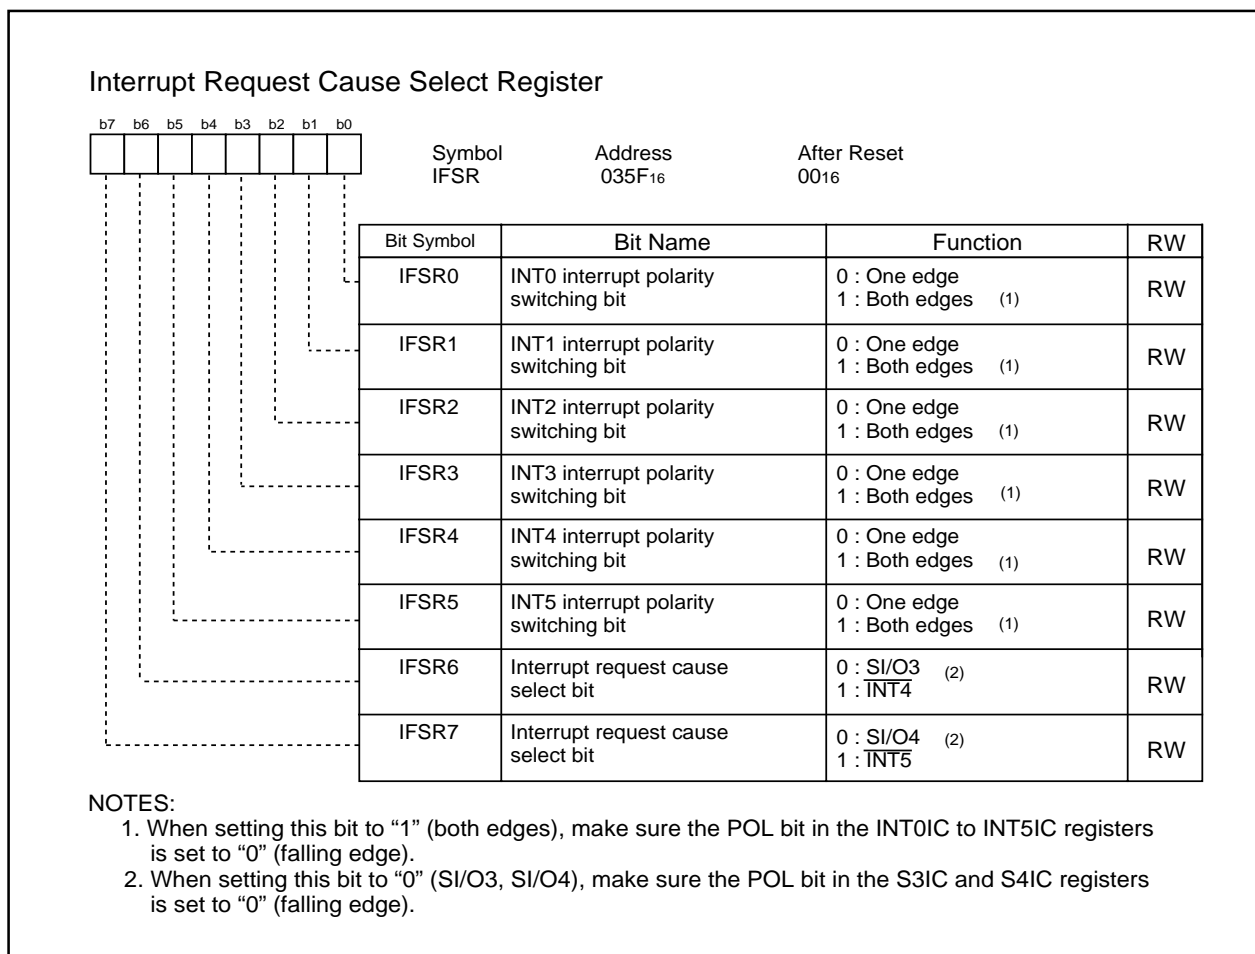 Interrupt Request Cause Select Register
b7 b6 b5 b4 b3 b2 b1 b0
Symbol Address After Reset
IFSR 035F16 0016
Bit Symbol Bit Name Function RW
IFSR0 INT0 interrupt polarity 0 : One edge
switching bit 1 : Both edges (1) RW
IFSR1 INT1 interrupt polarity 0 : One edge
switching bit 1 : Both edges (1) RW
IFSR2 INT2 interrupt polarity 0 : One edge
switching bit 1 : Both edges (1) RW
IFSR3 INT3 interrupt polarity 0 : One edge
switching bit 1 : Both edges (1) RW
IFSR4 INT4 interrupt polarity 0 : One edge
switching bit 1 : Both edges (1) RW
IFSR5 INT5 interrupt polarity 0 : One edge
switching bit 1 : Both edges (1) RW
IFSR6 Interrupt request cause 0 : SI/O3 (2)
select bit 1 : INT4 RW
IFSR7 Interrupt request cause 0 : SI/O4 (2)
select bit 1 : INT5 RW
NOTES:
1. When setting this bit to “1” (both edges), make sure the POL bit in the INT0IC to INT5IC registers
is set to “0” (falling edge).
2. When setting this bit to “0” (SI/O3, SI/O4), make sure the POL bit in the S3IC and S4IC registers
is set to “0” (falling edge).